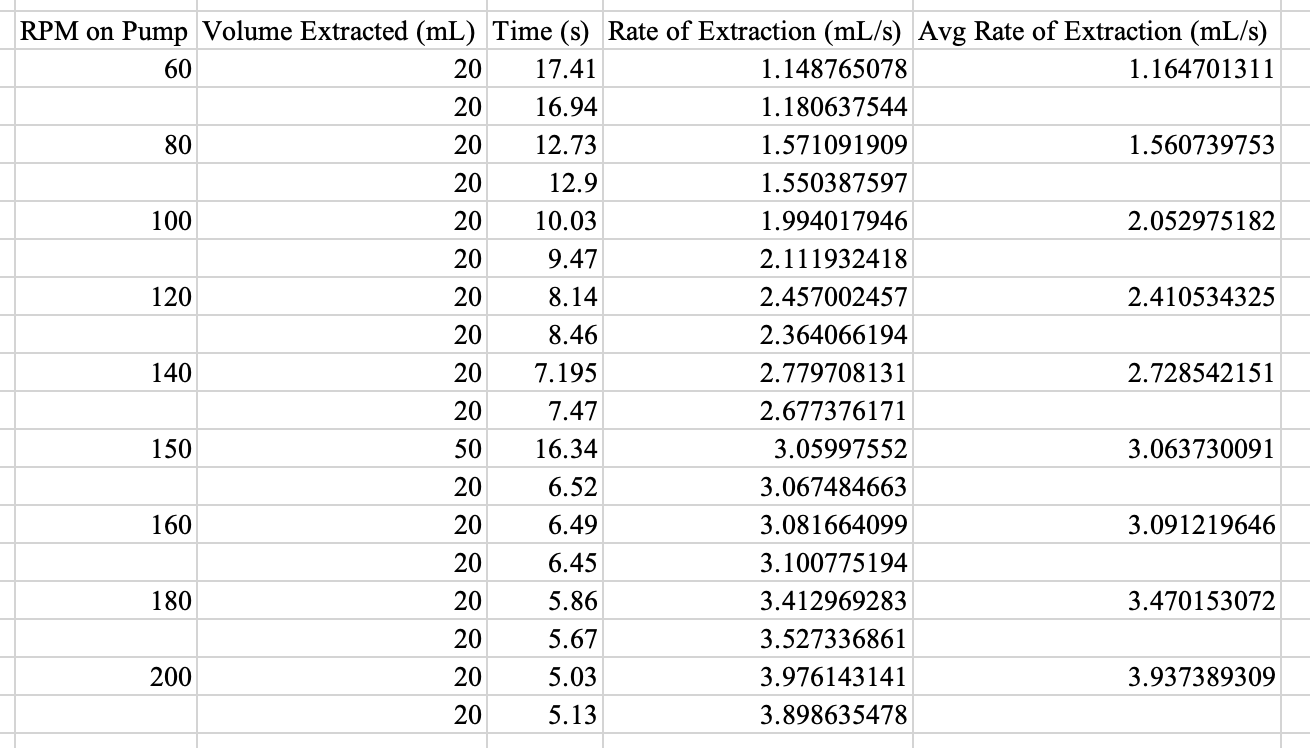 RPM on Pump Volume Extracted (mL) Time (s) Rate of Extraction (mL/s) Avg Rate of Extraction (mL/s)
60 20 17.41 1.148765078 1.164701311
20 16.94 1.180637544
80 20 12.73 1.571091909 1.560739753
20 12.9 1.550387597
100 20 10.03 1.994017946 2.052975182
20 9.47 2.111932418
120 20 8.14 2.457002457 2.410534325
20 8.46 2.364066194
140 20 7.195 2.779708131 2.728542151
20 7.47 2.677376171
150 50 16.34 3.05997552 3.063730091
20 6.52 3.067484663
160 20 6.49 3.081664099 3.091219646
20 6.45 3.100775194
180 20 5.86 3.412969283 3.470153072
20 5.67 3.527336861
200 20 5.03 3.976143141 3.937389309
20 5.13 3.898635478